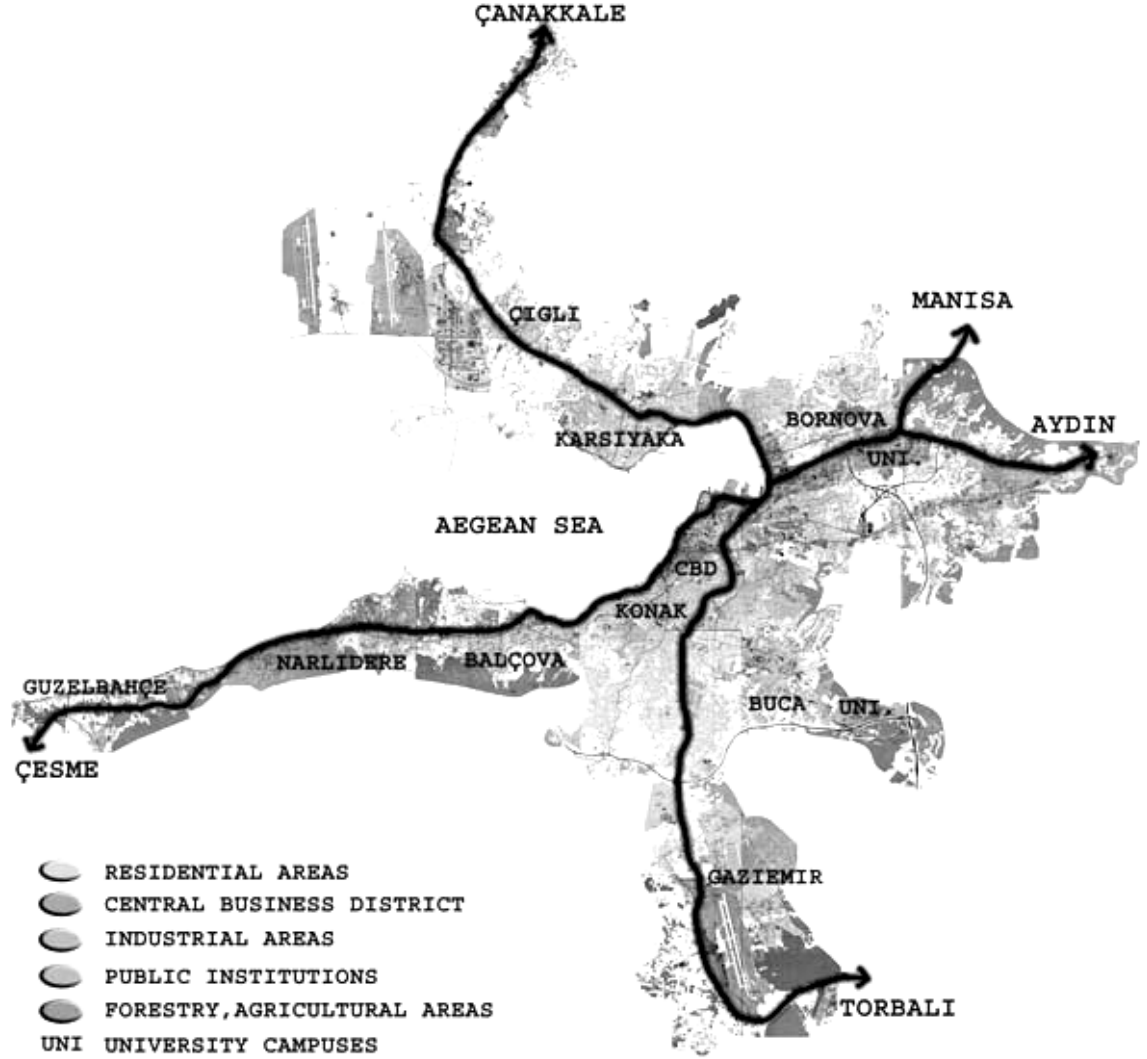 ÇANAKKALE
MANISA
ÇIGLI
BORNOVA
AYDIN
KARSIYAKA
UNI.
AEGEAN SEA
CBD
KONAK
NARLIDERE
BALÇOVA
GUZELBAHÇE
BUCA
UNI.
ÇESME
GAZIEMIR
RESIDENTIAL AREAS
CENTRAL BUSINESS DISTRICT
INDUSTRIAL AREAS
PUBLIC INSTITUTIONS
FORESTRY,AGRICULTURAL AREAS
TORBALI
UNI UNIVERSITY CAMPUSES